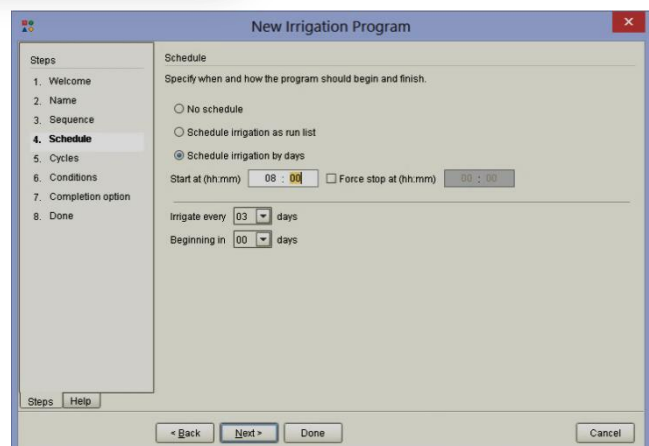 New Irrigation Program
Steps
1. Welcome
2. Name
3. Sequence
4. Schedule
5. Cycles
6. Conditions
7. Completion option
8. Done
Steps Help
Schedule
Specify when and how the program should begin and finish.
No schedule
Schedule irrigation as run list
Schedule irrigation by days
Start at (hh:mm) 08 : 00 Force stop at (hh:mm) 00 : 00
Irrigate every 03 days
Beginning in 00 days
< Back Next > Done Cancel